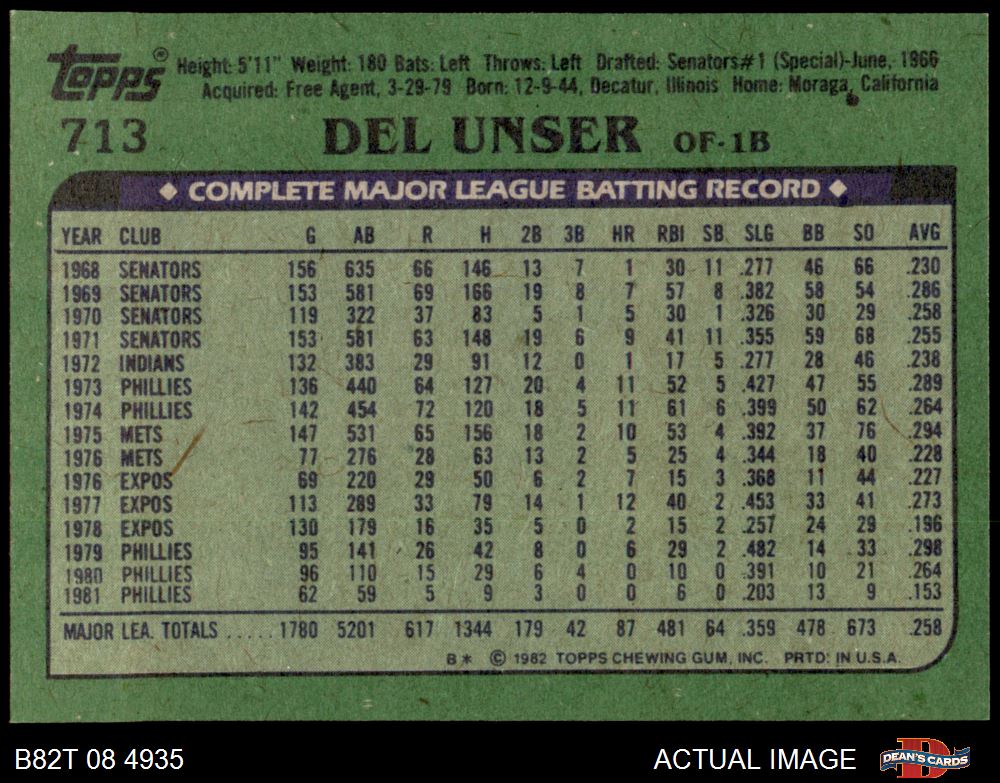 Topps® Height: 5'11" Weight: 180 Bats: Left Throws: Left Drafted: Senators#1 (Special)-June, 1966
Acquired: Free Agent, 3-29-79 Born: 12-9-44, Decatur, Illinois Home: Moraga, California
713 DEL UNSER OF-1B
◆ COMPLETE MAJOR LEAGUE BATTING RECORD ◆
YEAR CLUB G AB R H 2B 3B HR RBI SB SLG BB SO AVG
1968 SENATORS 156 635 66 146 13 7 1 30 11 .277 46 66 .230
1969 SENATORS 153 581 69 166 19 8 7 57 8 .382 58 54 .286
1970 SENATORS 119 322 37 83 5 1 5 30 1 .326 30 29 .258
1971 SENATORS 153 581 63 148 19 6 9 41 11 .355 59 68 .255
1972 INDIANS 132 383 29 91 12 0 1 17 5 .277 28 46 .238
1973 PHILLIES 136 440 64 127 20 4 11 52 5 .427 47 55 .289
1974 PHILLIES 142 454 72 120 18 5 11 61 6 .399 50 62 .264
1975 METS 147 531 65 156 18 2 10 53 4 .392 37 76 .294
1976 METS 77 276 28 63 13 2 5 25 4 .344 18 40 .228
1976 EXPOS 69 220 29 50 6 2 7 15 3 .368 11 44 .227
1977 EXPOS 113 289 33 79 14 1 12 40 2 .453 33 41 .273
1978 EXPOS 130 179 16 35 5 0 2 15 2 .257 24 29 .196
1979 PHILLIES 95 141 26 42 8 0 6 29 2 .482 14 33 .298
1980 PHILLIES 96 110 15 29 6 4 0 10 0 .391 10 21 .264
1981 PHILLIES 62 59 5 9 3 0 0 6 0 .203 13 9 .153
MAJOR LEA. TOTALS ..... 1780 5201 617 1344 179 42 87 481 64 .359 478 673 .258
B* © 1982 TOPPS CHEWING GUM, INC. PRTD: IN U.S.A.
B82T 08 4935 ACTUAL IMAGE D DEAN'S CARDS